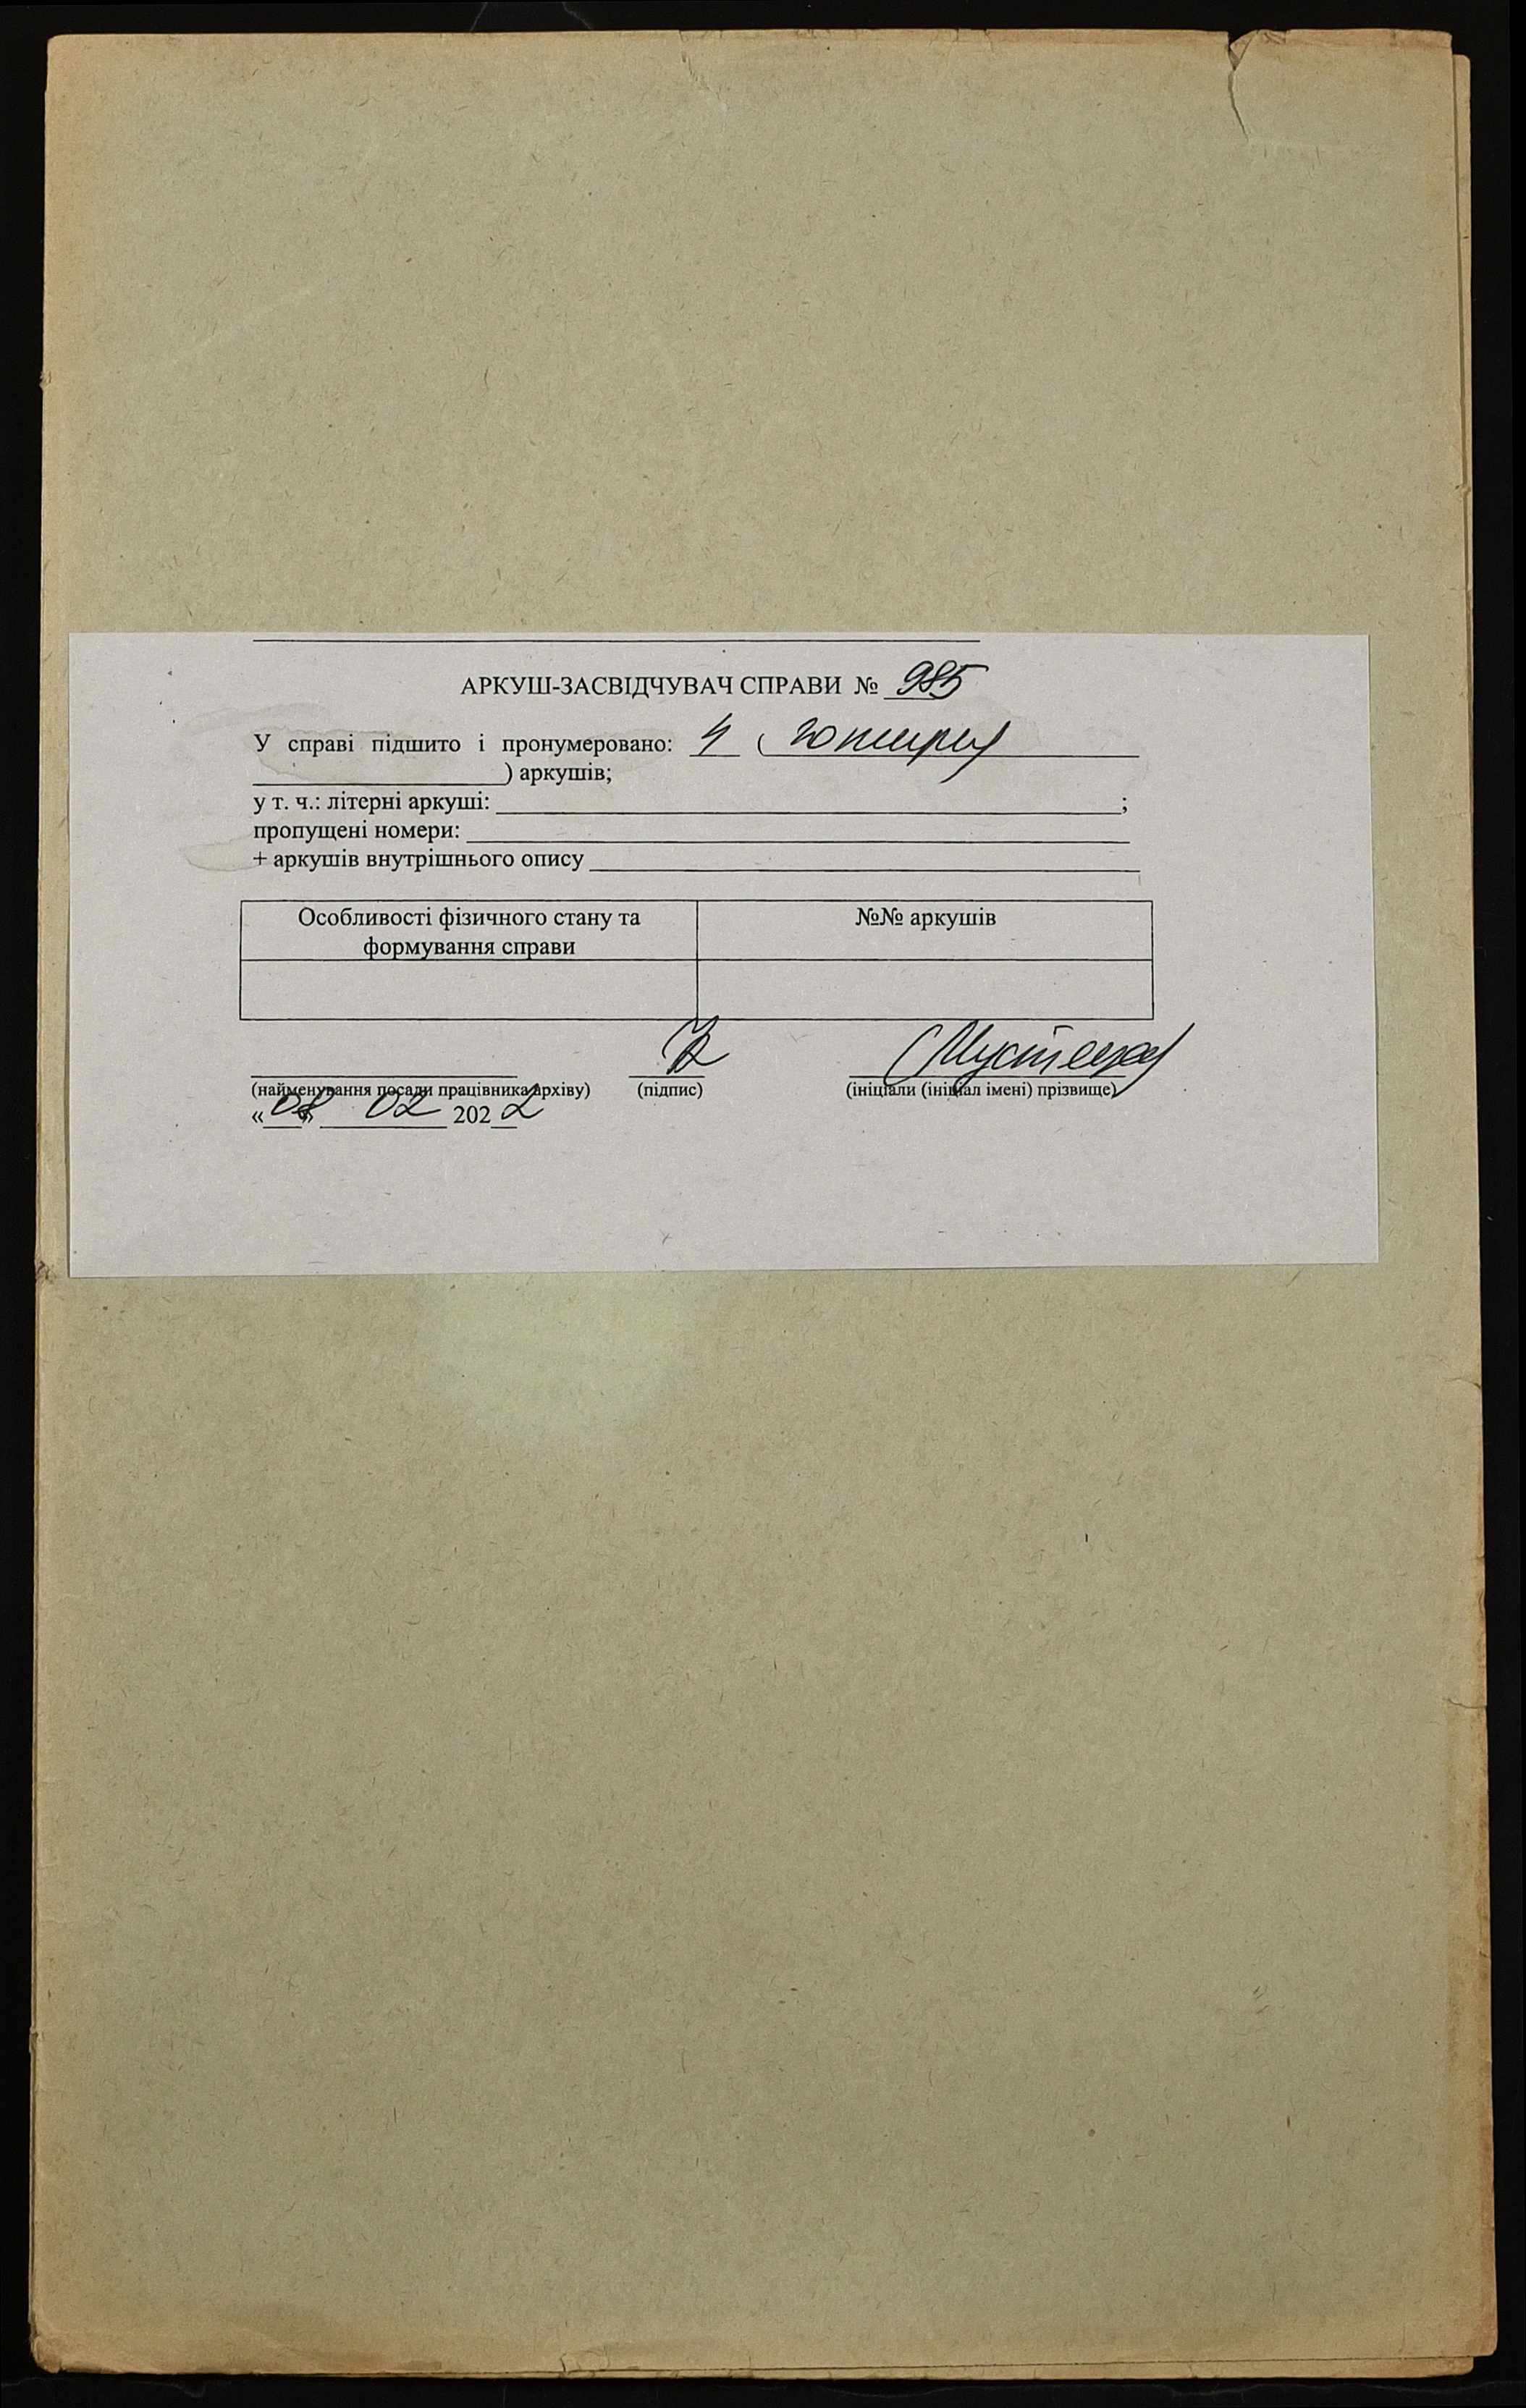 АРКУШ-ЗАСВІДЧУВАЧ СПРАВИ № 985
У справі підшито і пронумеровано: 4 ( чотири)
) аркушів;
у т. ч.: літерні аркуші: ;
пропущені номери:
+ аркушів внутрішнього опису
Особливості фізичного стану та
формування справи
№№ аркушів
(найменування посади працівника архіву) (підпис) (ініціали (ініціал імені) прізвище)
«08» 02 2022